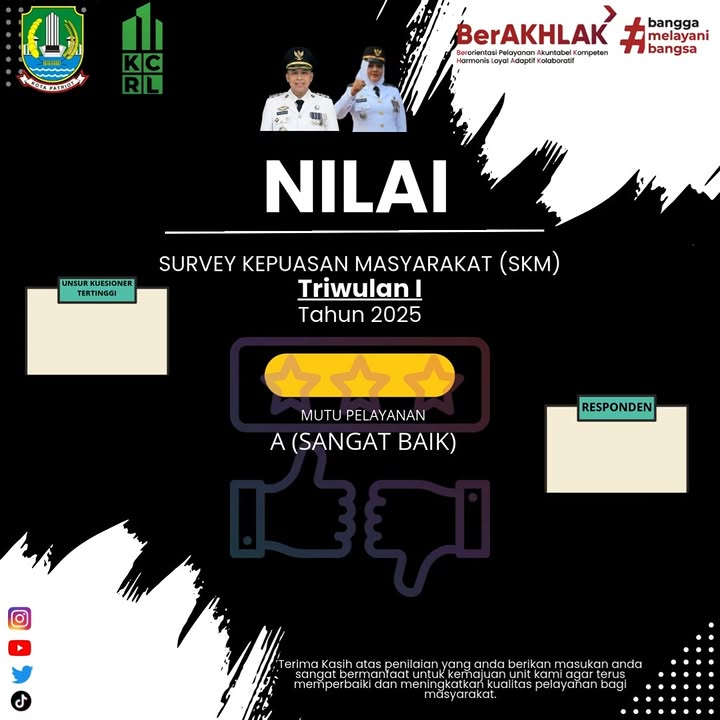 KOTA PATRIOT
KC
RL
BerAKHLAK
Berorientasi Pelayanan Akuntabel Kompeten
Harmonis Loyal Adaptif Kolaboratif
#bangga
melayani
bangsa
NILAI
SURVEY KEPUASAN MASYARAKAT (SKM)
Triwulan I
Tahun 2025
UNSUR KUESIONER
TERTINGGI
MUTU PELAYANAN
A (SANGAT BAIK)
RESPONDEN
Terima Kasih atas penilaian yang anda berikan masukan anda
sangat bermanfaat untuk kemajuan unit kami agar terus
memperbaiki dan meningkatkan kualitas pelayanan bagi
masyarakat.